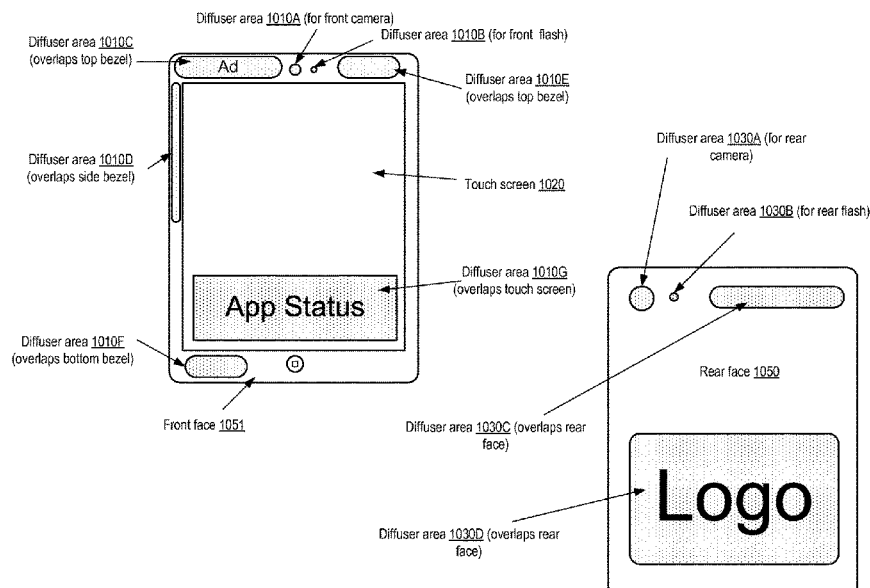 Diffuser area 1010A (for front camera)
Diffuser area 1010B (for front flash)
Diffuser area 1010C
(overlaps top bezel)
Ad
Diffuser area 1010E
(overlaps top bezel)
Diffuser area 1010D
(overlaps side bezel)
Touch screen 1020
Diffuser area 1010G
(overlaps touch screen)
App Status
Diffuser area 1010F
(overlaps bottom bezel)
Front face 1051
Diffuser area 1030A (for rear
camera)
Diffuser area 1030B (for rear flash)
Rear face 1050
Diffuser area 1030C (overlaps rear
face)
Logo
Diffuser area 1030D (overlaps rear
face)